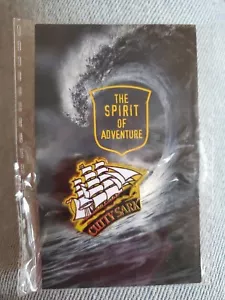 THE
SPIRIT
OF
ADVENTURE
CUTTY SARK